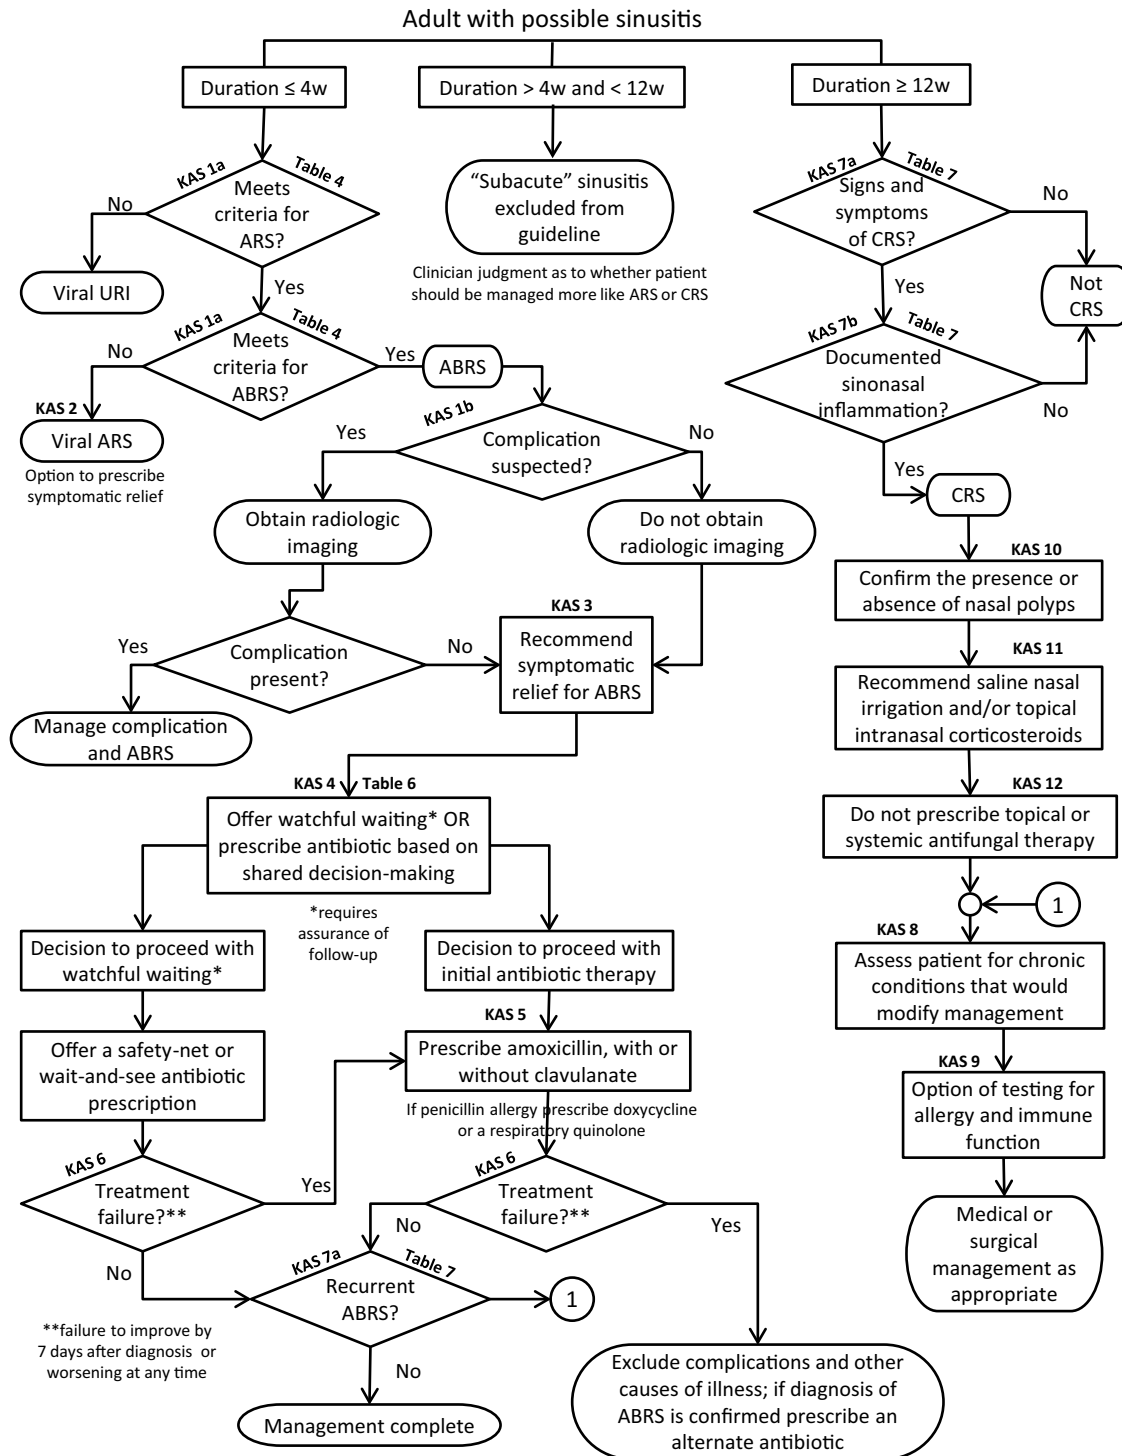 Adult with possible sinusitis
Duration ≤ 4w
Duration > 4w and < 12w
Duration ≥ 12w
KAS 1a
Table 4
Meets
criteria for
ARS?
No
Viral URI
Yes
"Subacute" sinusitis
excluded from
guideline
Clinician judgment as to whether patient
should be managed more like ARS or CRS
KAS 7a
Table 7
Signs and
symptoms
of CRS?
No
Not
CRS
Yes
KAS 1a
Table 4
Meets
criteria for
ABRS?
No
KAS 2
Viral ARS
Option to prescribe
symptomatic relief
Yes
ABRS
KAS 7b
Table 7
Documented
sinonasal
inflammation?
No
Yes
CRS
KAS 1b
Complication
suspected?
Yes
No
Obtain radiologic
imaging
Do not obtain
radiologic imaging
KAS 10
Confirm the presence or
absence of nasal polyps
KAS 3
Recommend
symptomatic
relief for ABRS
Complication
present?
Yes
No
Manage complication
and ABRS
KAS 11
Recommend saline nasal
irrigation and/or topical
intranasal corticosteroids
KAS 12
Do not prescribe topical or
systemic antifungal therapy
1
KAS 4
Table 6
Offer watchful waiting* OR
prescribe antibiotic based on
shared decision-making
*requires
assurance of
follow-up
Decision to proceed with
watchful waiting*
Decision to proceed with
initial antibiotic therapy
KAS 8
Assess patient for chronic
conditions that would
modify management
Offer a safety-net or
wait-and-see antibiotic
prescription
KAS 5
Prescribe amoxicillin, with or
without clavulanate
If penicillin allergy prescribe doxycycline
or a respiratory quinolone
KAS 9
Option of testing for
allergy and immune
function
KAS 6
Treatment
failure?**
Yes
No
KAS 6
Treatment
failure?**
No
Yes
Medical or
surgical
management as
appropriate
KAS 7a
Table 7
Recurrent
ABRS?
1
No
**failure to improve by
7 days after diagnosis or
worsening at any time
Management complete
Exclude complications and other
causes of illness; if diagnosis of
ABRS is confirmed prescribe an
alternate antibiotic